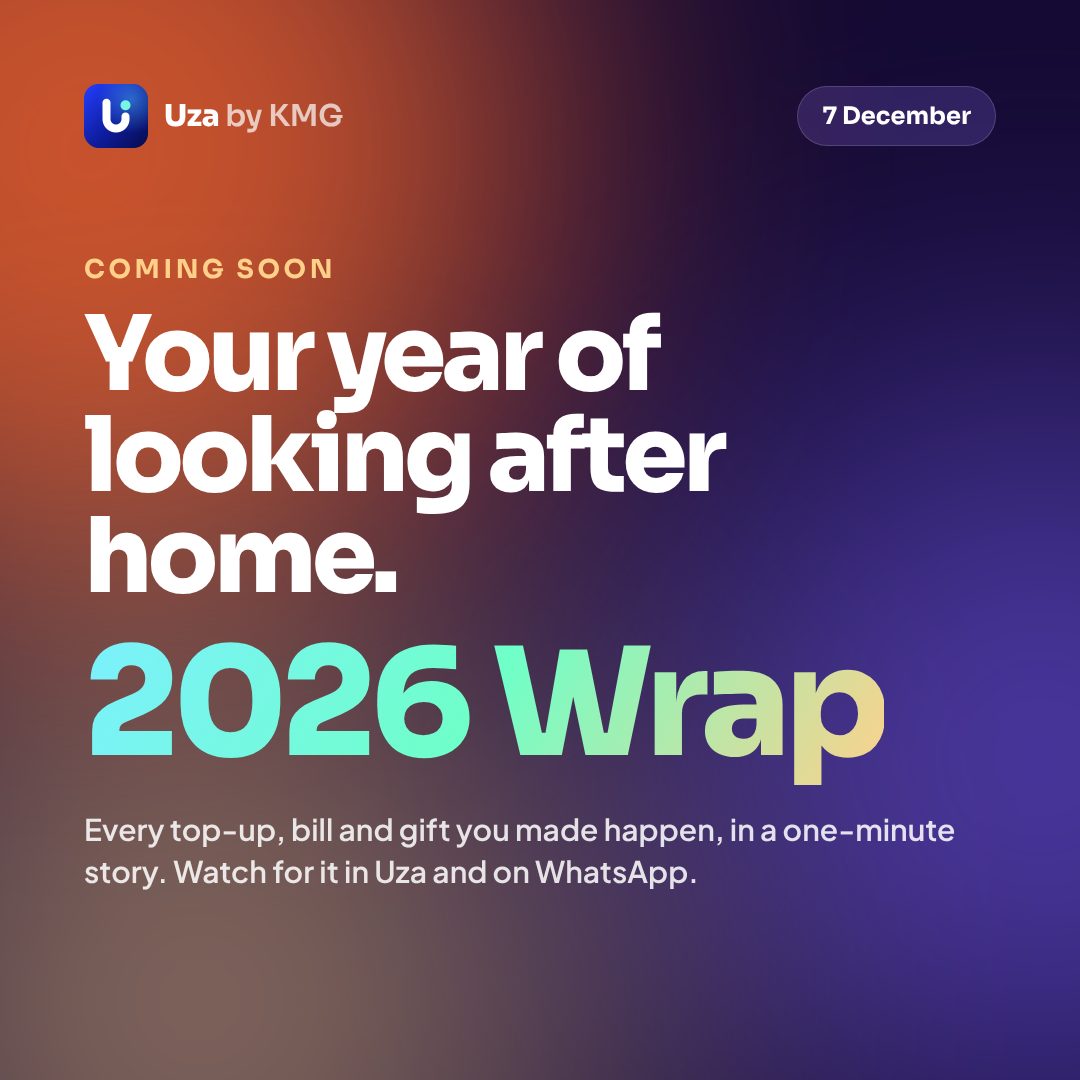 Uza by KMG
7 December
COMING SOON
Your year of
looking after
home.
2026 Wrap
Every top-up, bill and gift you made happen, in a one-minute
story. Watch for it in Uza and on WhatsApp.